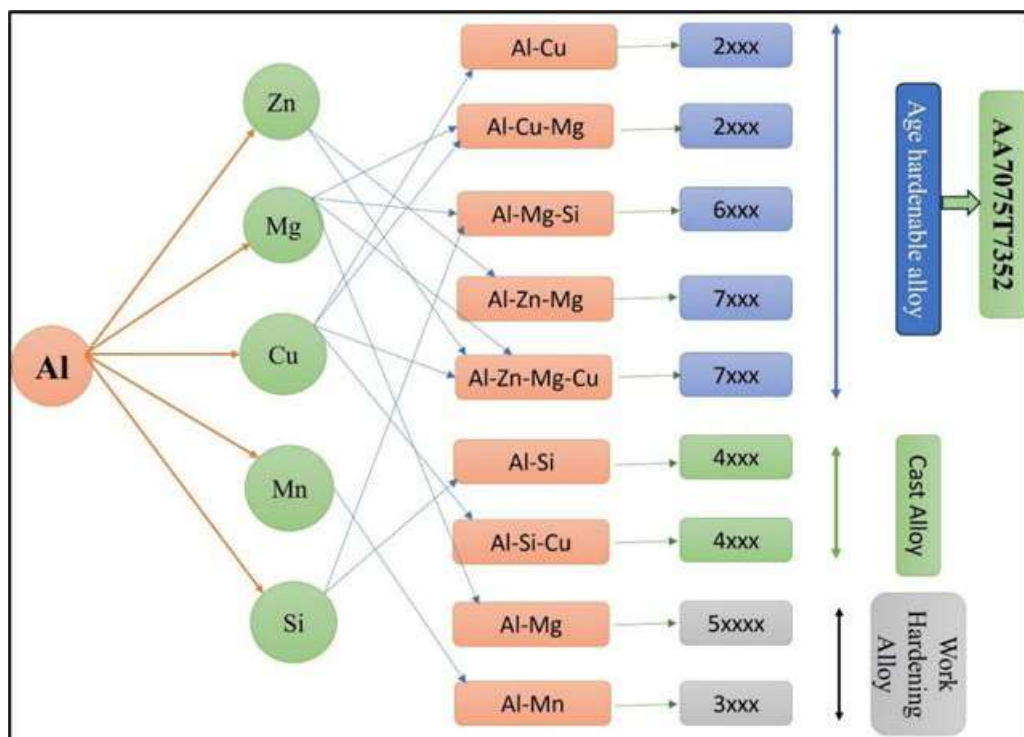 Al
Zn
Mg
Cu
Mn
Si
Al-Cu
2xxx
Al-Cu-Mg
2xxx
Al-Mg-Si
6xxx
Al-Zn-Mg
7xxx
Al-Zn-Mg-Cu
7xxx
Al-Si
4xxx
Al-Si-Cu
4xxx
Al-Mg
5xxxx
Al-Mn
3xxx
Age hardenable alloy
AA7075T7352
Cast Alloy
Work
Hardening
Alloy